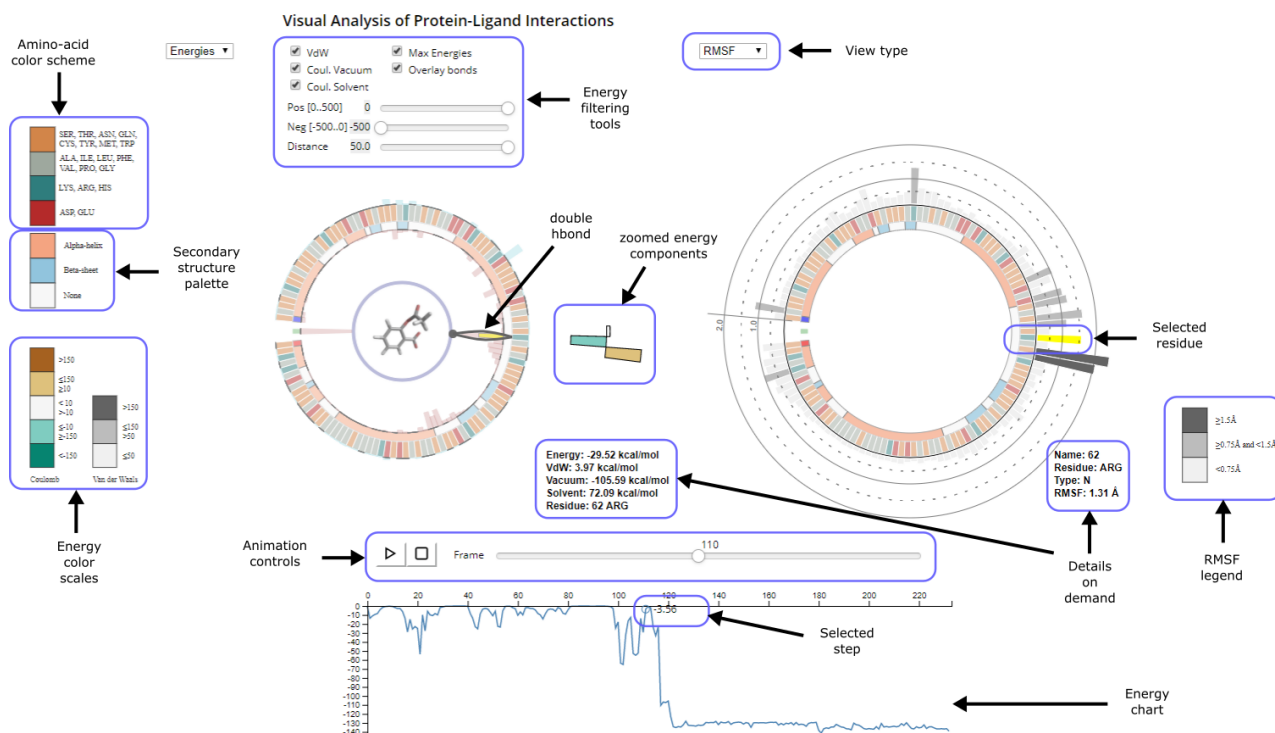 Visual Analysis of Protein-Ligand Interactions
Amino-acid
color scheme
Energies ▼
VdW
Max Energies
Coul. Vacuum
Overlay bonds
Coul. Solvent
Pos [0..500] 0
Neg [-500..0] -500
Distance 50.0
Energy
filtering
tools
RMSF ▼
View type
SER, THR, ASN, GLN,
CYS, TYR, MET, TRP
ALA, ILE, LEU, PHE,
VAL, PRO, GLY
LYS, ARG, HIS
ASP, GLU
Alpha-helix
Beta-sheet
None
Secondary
structure
palette
double
hbond
zoomed energy
components
2.0
1.0
Selected
residue
>150
≤150
≥10
< 10
>-10
≤-10
≥-150
<-150
Coulomb
>150
≤150
>50
≤50
Van der Waals
Energy
color
scales
Energy: -29.52 kcal/mol
VdW: 3.97 kcal/mol
Vacuum: -105.59 kcal/mol
Solvent: 72.09 kcal/mol
Residue: 62 ARG
Name: 62
Residue: ARG
Type: N
RMSF: 1.31 Å
≥1.5Å
≥0.75Å and <1.5Å
<0.75Å
RMSF
legend
Details
on
demand
Animation
controls
Frame
110
0 20 40 60 80 100 120 140 160 180 200 220
0
-10
-20
-30
-40
-50
-60
-70
-80
-90
-100
-110
-120
-130
-140
-3.56
Selected
step
Energy
chart